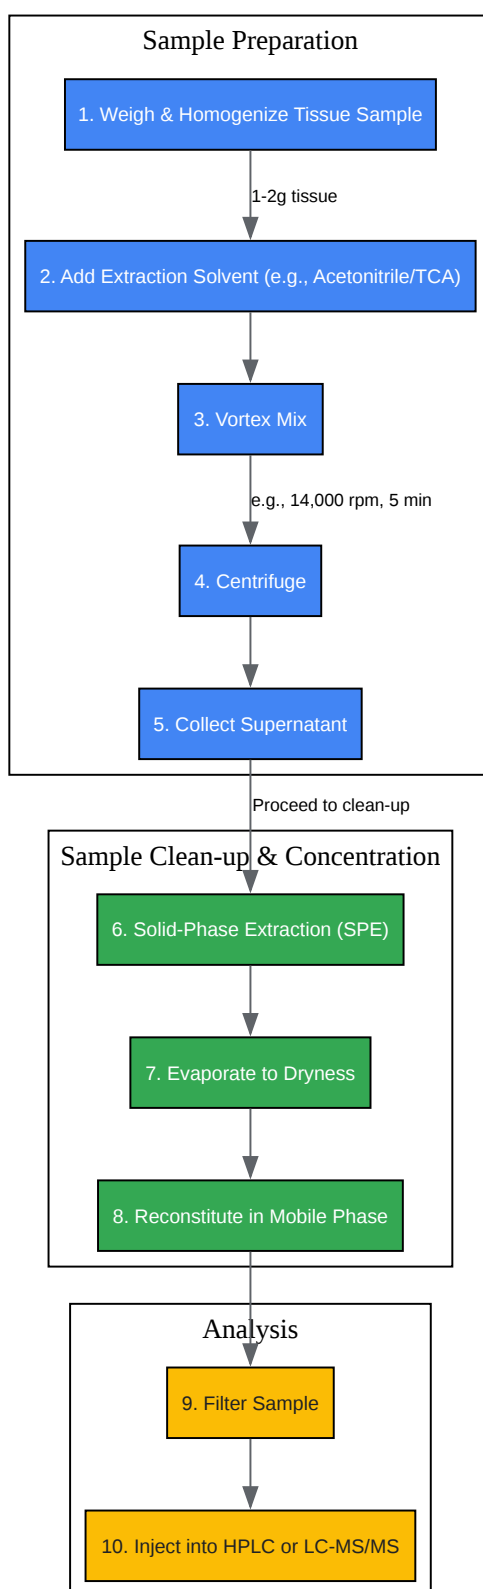 Sample Preparation
1. Weigh & Homogenize Tissue Sample
1-2g tissue
2. Add Extraction Solvent (e.g., Acetonitrile/TCA)
3. Vortex Mix
e.g., 14,000 rpm, 5 min
4. Centrifuge
5. Collect Supernatant
Proceed to clean-up
Sample Clean-up & Concentration
6. Solid-Phase Extraction (SPE)
7. Evaporate to Dryness
8. Reconstitute in Mobile Phase
Analysis
9. Filter Sample
10. Inject into HPLC or LC-MS/MS